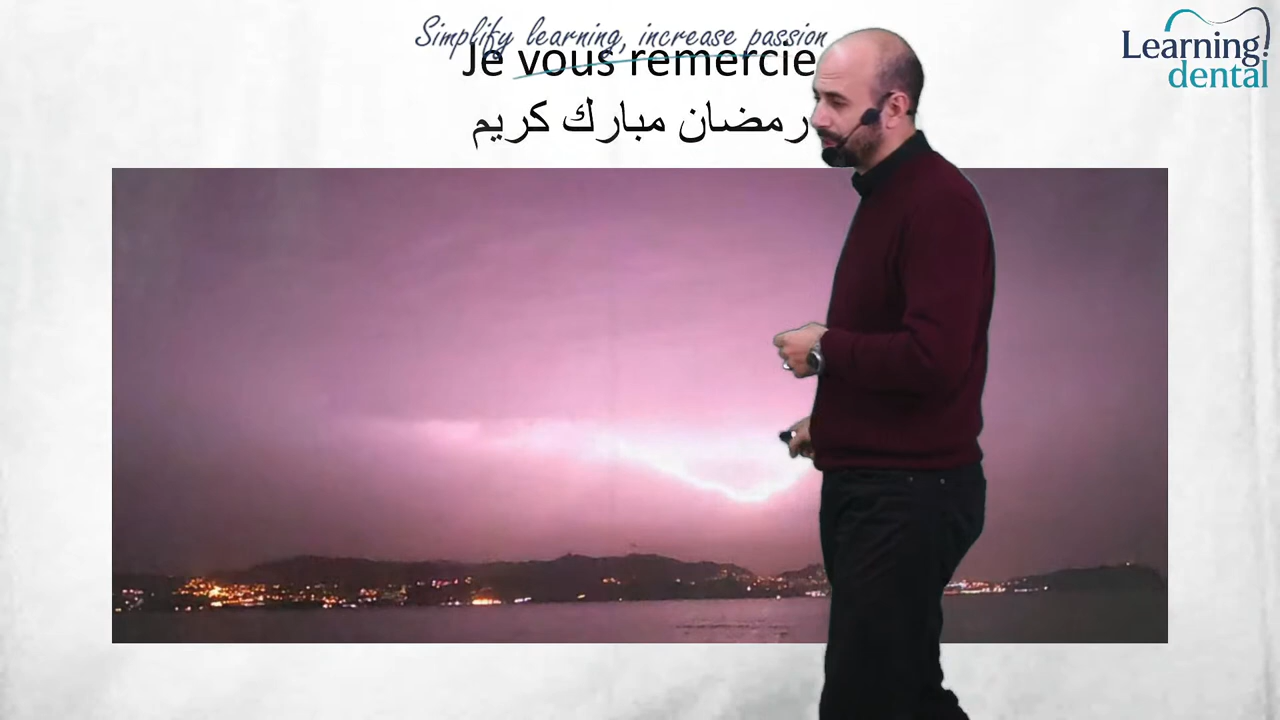 Simplify learning, increase passion
Je vous remercie
رمضان مبارك كريم
Learning!
dental